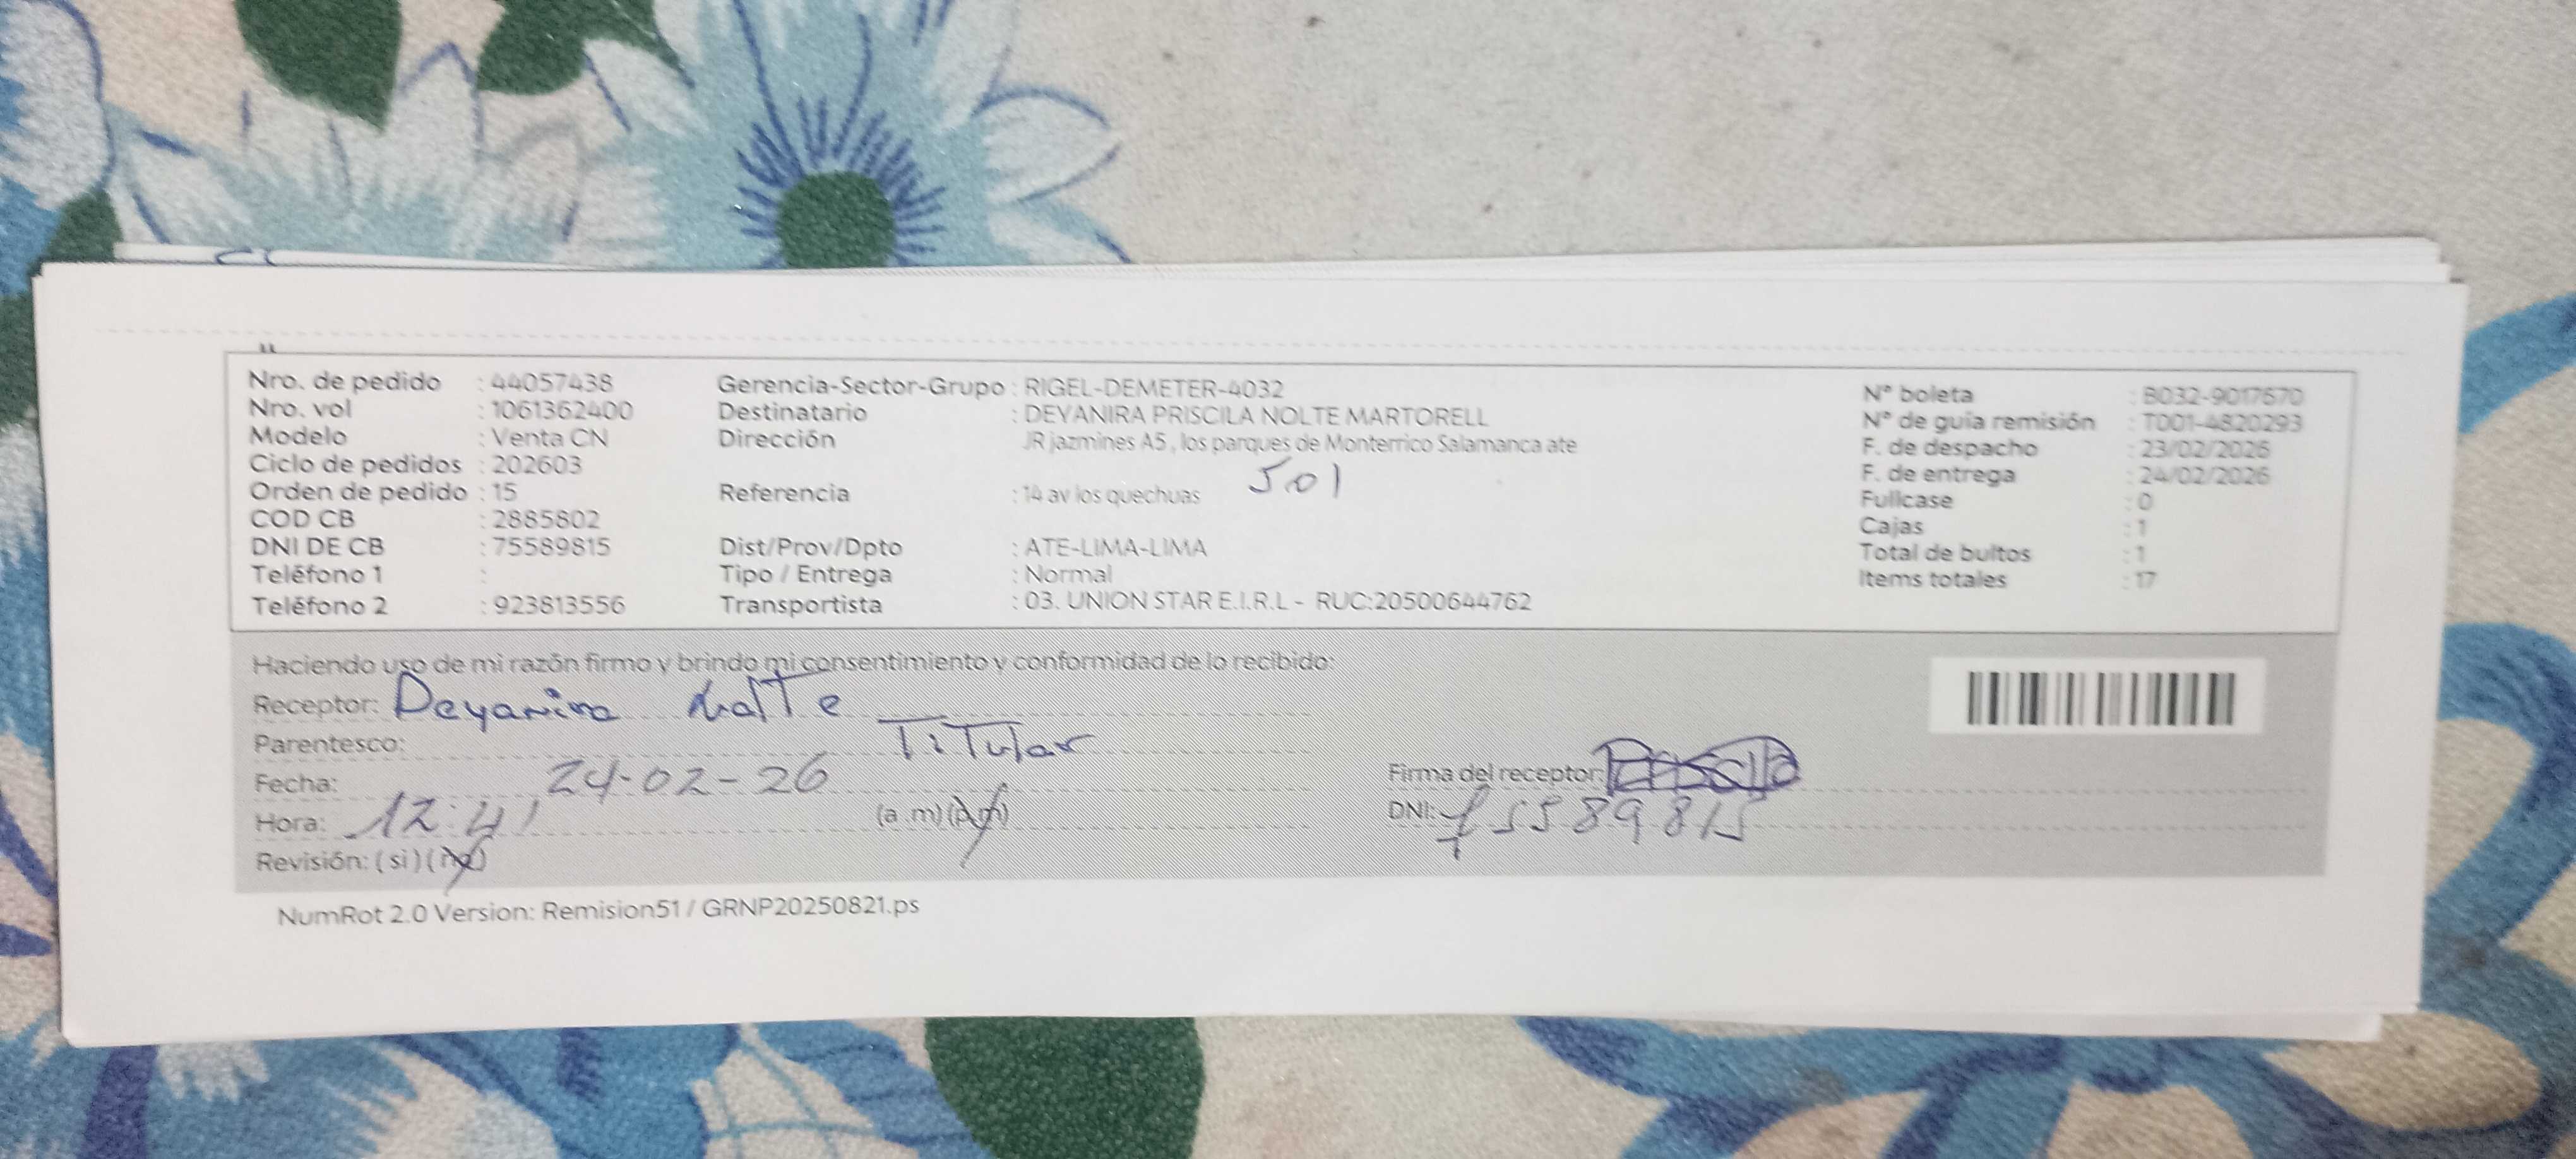 Nro. de pedido : 44057438
Nro. vol : 1061362400
Modelo : Venta CN
Ciclo de pedidos : 202603
Orden de pedido : 15
COD CB : 2885802
DNI DE CB : 75589815
Teléfono 1 :
Teléfono 2 : 923813556
Gerencia-Sector-Grupo : RIGEL-DEMETER-4032
Destinatario : DEYANIRA PRISCILA NOLTE MARTORELL
Dirección JR jazmines A5 , los parques de Monterrico Salamanca ate
Referencia : 14 av los quechuas 501
Dist/Prov/Dpto : ATE-LIMA-LIMA
Tipo / Entrega : Normal
Transportista : 03. UNION STAR E.I.R.L - RUC:20500644762
N° boleta : B032-9017670
N° de guía remisión : T001-4820293
F. de despacho : 23/02/2026
F. de entrega : 24/02/2026
Fullcase : 0
Cajas : 1
Total de bultos : 1
Items totales : 17
Haciendo uso de mi razón firmo y brindo mi consentimiento y conformidad de lo recibido:
Receptor: Deyanira Nolte
Parentesco: Titular
Fecha: 24-02-26
Hora: 12:41 (a .m) (p.m)
Revisión: ( si ) ( no )
Firma del receptor:
DNI: 75589815
NumRot 2.0 Version: Remision51 / GRNP20250821.ps